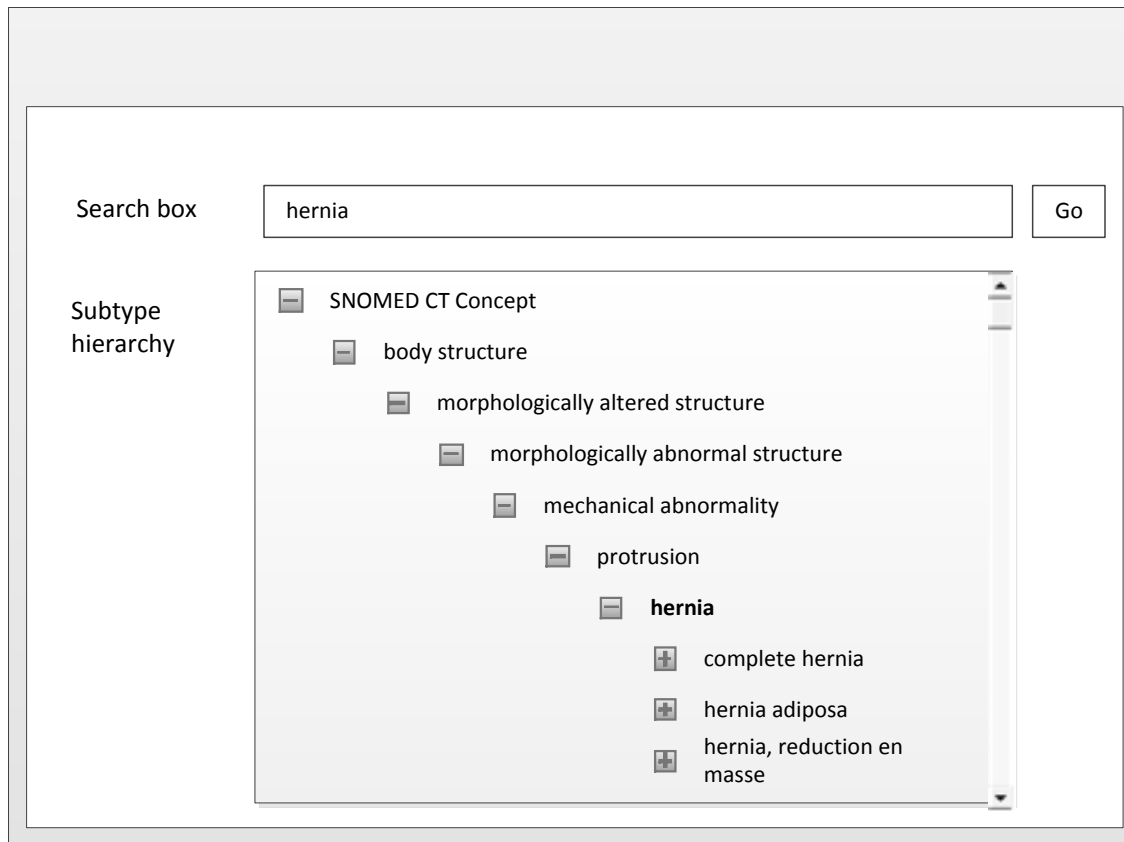 Search box
hernia
Go
Subtype
hierarchy
SNOMED CT Concept
body structure
morphologically altered structure
morphologically abnormal structure
mechanical abnormality
protrusion
hernia
complete hernia
hernia adiposa
hernia, reduction en
masse